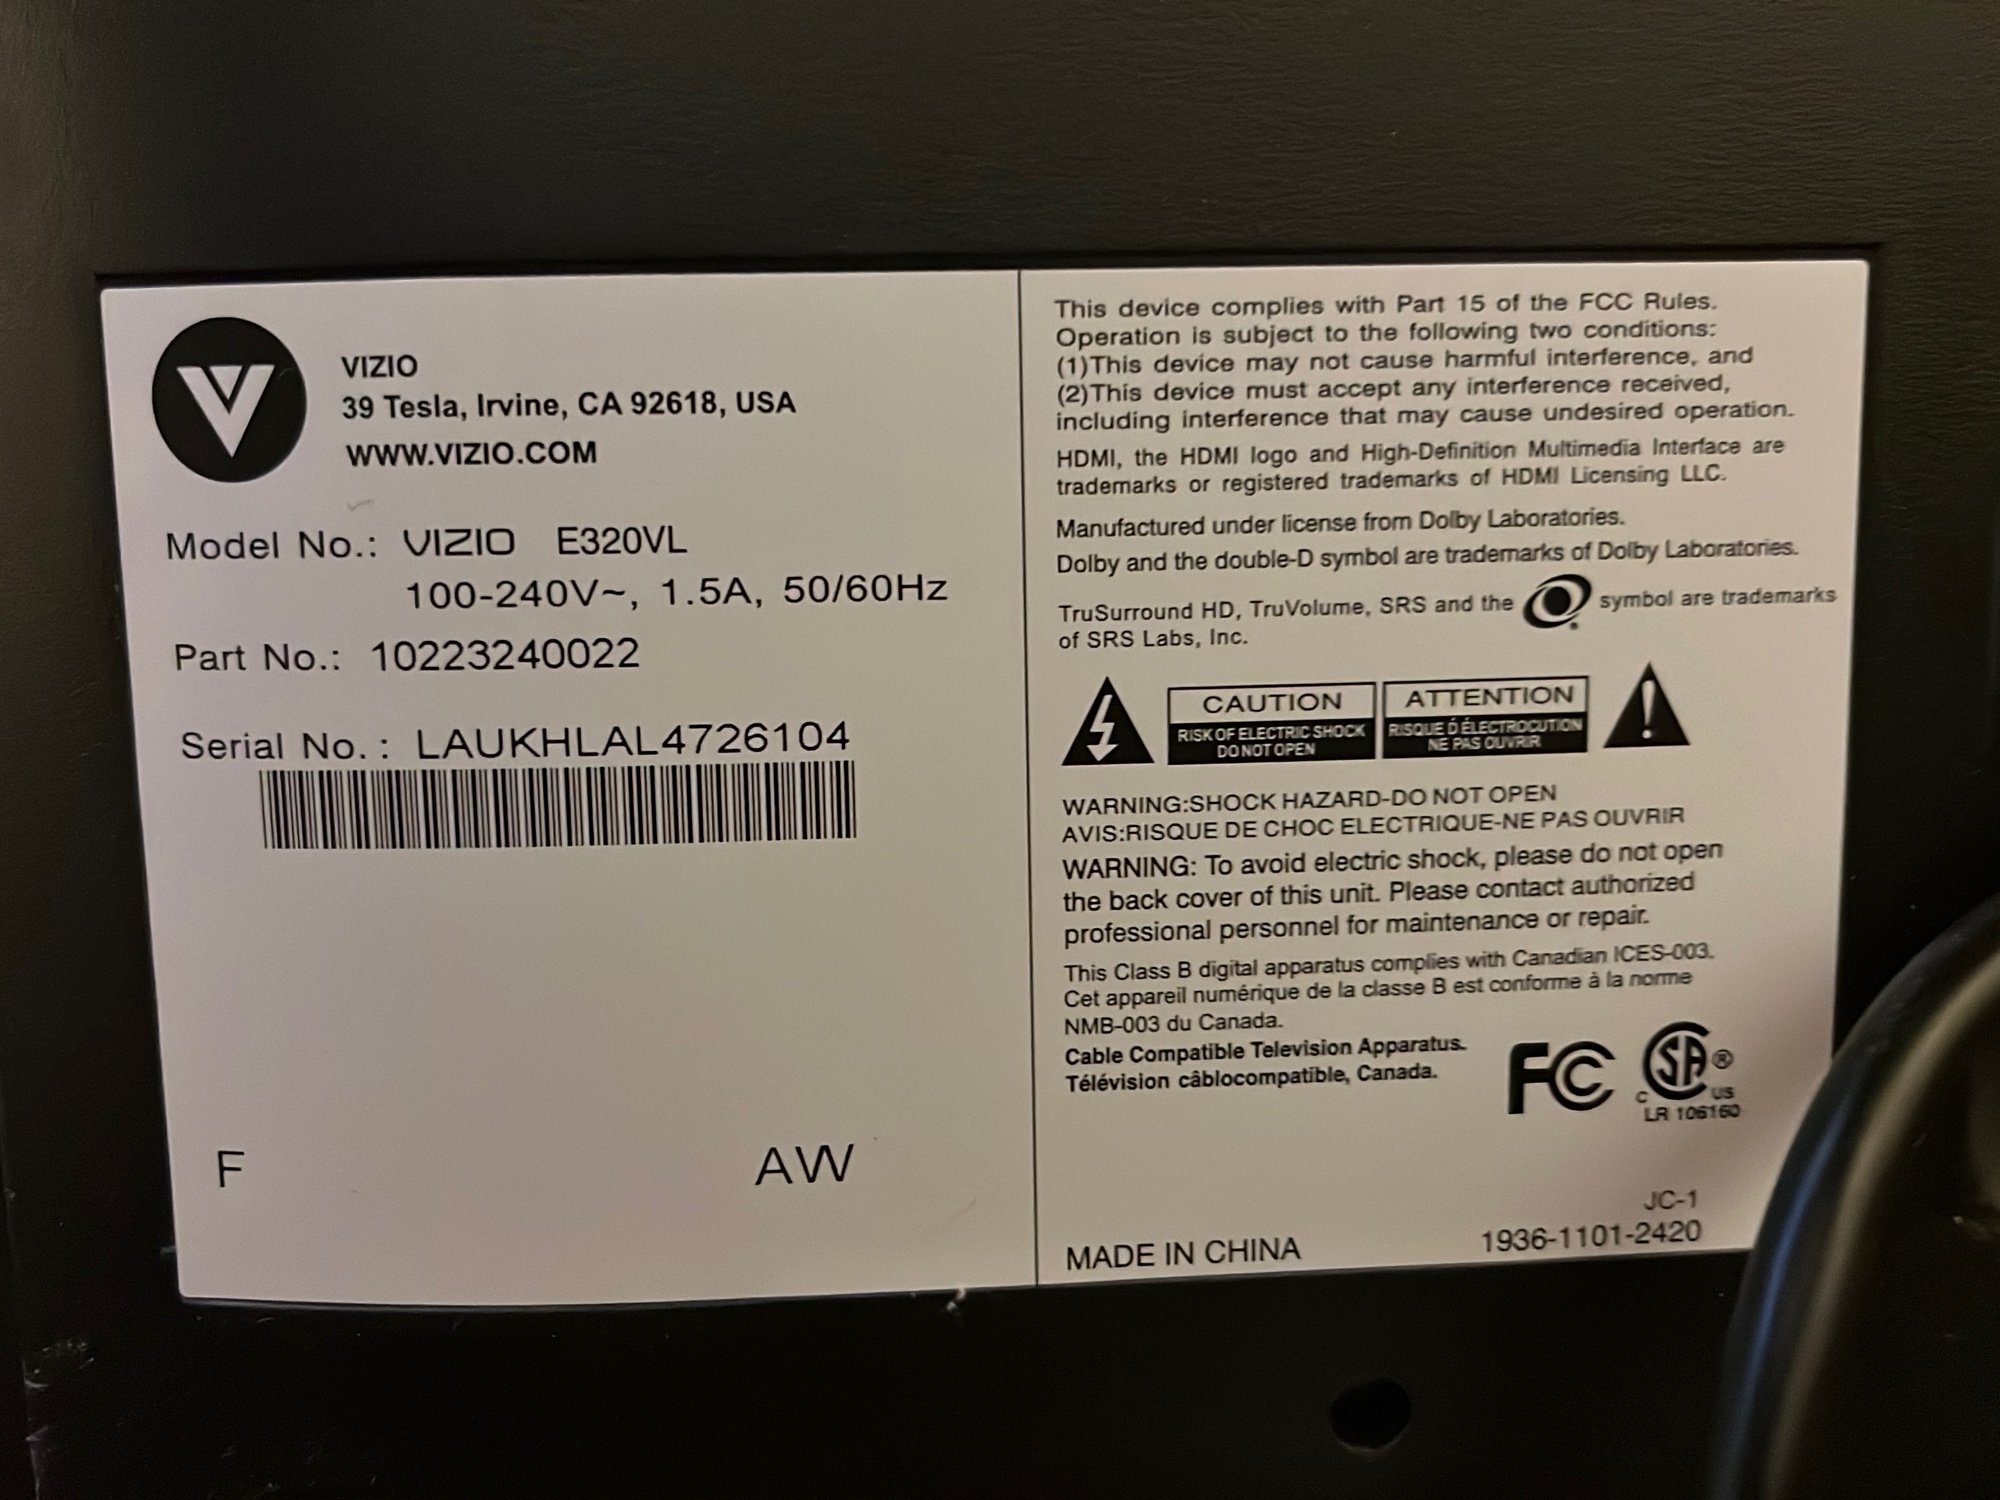 V
VIZIO
39 Tesla, Irvine, CA 92618, USA
WWW.VIZIO.COM
Model No.: VIZIO E320VL
100-240V~, 1.5A, 50/60Hz
Part No.: 10223240022
Serial No. : LAUKHLAL4726104
F AW
This device complies with Part 15 of the FCC Rules.
Operation is subject to the following two conditions:
(1)This device may not cause harmful interference, and
(2)This device must accept any interference received,
including interference that may cause undesired operation.
HDMI, the HDMI logo and High-Definition Multimedia Interface are
trademarks or registered trademarks of HDMI Licensing LLC.
Manufactured under license from Dolby Laboratories.
Dolby and the double-D symbol are trademarks of Dolby Laboratories.
TruSurround HD, TruVolume, SRS and the symbol are trademarks
of SRS Labs, Inc.
CAUTION
RISK OF ELECTRIC SHOCK
DO NOT OPEN
ATTENTION
RISQUE D'ÉLECTROCUTION
NE PAS OUVRIR
WARNING:SHOCK HAZARD-DO NOT OPEN
AVIS:RISQUE DE CHOC ELECTRIQUE-NE PAS OUVRIR
WARNING: To avoid electric shock, please do not open
the back cover of this unit. Please contact authorized
professional personnel for maintenance or repair.
This Class B digital apparatus complies with Canadian ICES-003.
Cet appareil numérique de la classe B est conforme à la norme
NMB-003 du Canada.
Cable Compatible Television Apparatus.
Télévision câblocompatible, Canada.
FC SA®
C US
LR 106160
JC-1
MADE IN CHINA 1936-1101-2420